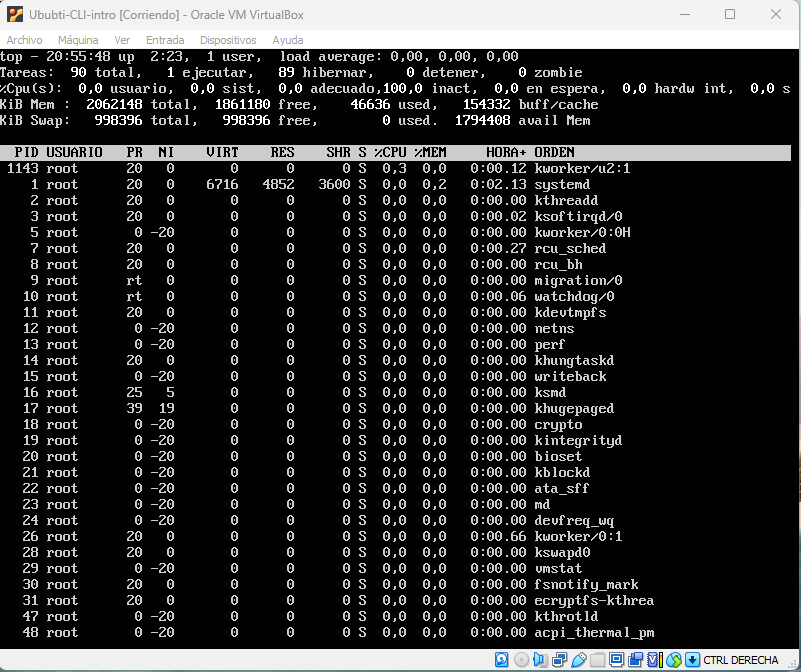 Ububti-CLI-intro [Corriendo] - Oracle VM VirtualBox
Archivo Máquina Ver Entrada Dispositivos Ayuda
top - 20:55:48 up  2:23,  1 user,  load average: 0,00, 0,00, 0,00
Tareas:  90 total,   1 ejecutar,  89 hibernar,   0 detener,   0 zombie
%Cpu(s):  0,0 usuario,  0,0 sist,  0,0 adecuado,100,0 inact,  0,0 en espera,  0,0 hardw int,  0,0 s
KiB Mem :  2062148 total,  1861180 free,    46636 used,   154332 buff/cache
KiB Swap:   998396 total,   998396 free,        0 used.  1794408 avail Mem
PID USUARIO   PR  NI    VIRT    RES    SHR S %CPU %MEM     HORA+ ORDEN
1143 root      20   0       0      0      0 S  0,3  0,0   0:00.12 kworker/u2:1
1 root      20   0    6716   4852   3600 S  0,0  0,2   0:02.13 systemd
2 root      20   0       0      0      0 S  0,0  0,0   0:00.00 kthreadd
3 root      20   0       0      0      0 S  0,0  0,0   0:00.02 ksoftirqd/0
5 root       0 -20       0      0      0 S  0,0  0,0   0:00.00 kworker/0:0H
7 root      20   0       0      0      0 S  0,0  0,0   0:00.27 rcu_sched
8 root      20   0       0      0      0 S  0,0  0,0   0:00.00 rcu_bh
9 root      rt   0       0      0      0 S  0,0  0,0   0:00.00 migration/0
10 root      rt   0       0      0      0 S  0,0  0,0   0:00.06 watchdog/0
11 root      20   0       0      0      0 S  0,0  0,0   0:00.00 kdevtmpfs
12 root       0 -20       0      0      0 S  0,0  0,0   0:00.00 netns
13 root       0 -20       0      0      0 S  0,0  0,0   0:00.00 perf
14 root      20   0       0      0      0 S  0,0  0,0   0:00.00 khungtaskd
15 root       0 -20       0      0      0 S  0,0  0,0   0:00.00 writeback
16 root      25   5       0      0      0 S  0,0  0,0   0:00.00 ksmd
17 root      39  19       0      0      0 S  0,0  0,0   0:00.00 khugepaged
18 root       0 -20       0      0      0 S  0,0  0,0   0:00.00 crypto
19 root       0 -20       0      0      0 S  0,0  0,0   0:00.00 kintegrityd
20 root       0 -20       0      0      0 S  0,0  0,0   0:00.00 bioset
21 root       0 -20       0      0      0 S  0,0  0,0   0:00.00 kblockd
22 root       0 -20       0      0      0 S  0,0  0,0   0:00.00 ata_sff
23 root       0 -20       0      0      0 S  0,0  0,0   0:00.00 md
24 root       0 -20       0      0      0 S  0,0  0,0   0:00.00 devfreq_wq
26 root      20   0       0      0      0 S  0,0  0,0   0:00.66 kworker/0:1
28 root      20   0       0      0      0 S  0,0  0,0   0:00.00 kswapd0
29 root       0 -20       0      0      0 S  0,0  0,0   0:00.00 vmstat
30 root      20   0       0      0      0 S  0,0  0,0   0:00.00 fsnotify_mark
31 root      20   0       0      0      0 S  0,0  0,0   0:00.00 ecryptfs-kthrea
47 root       0 -20       0      0      0 S  0,0  0,0   0:00.00 kthrotld
48 root       0 -20       0      0      0 S  0,0  0,0   0:00.00 acpi_thermal_pm
CTRL DERECHA